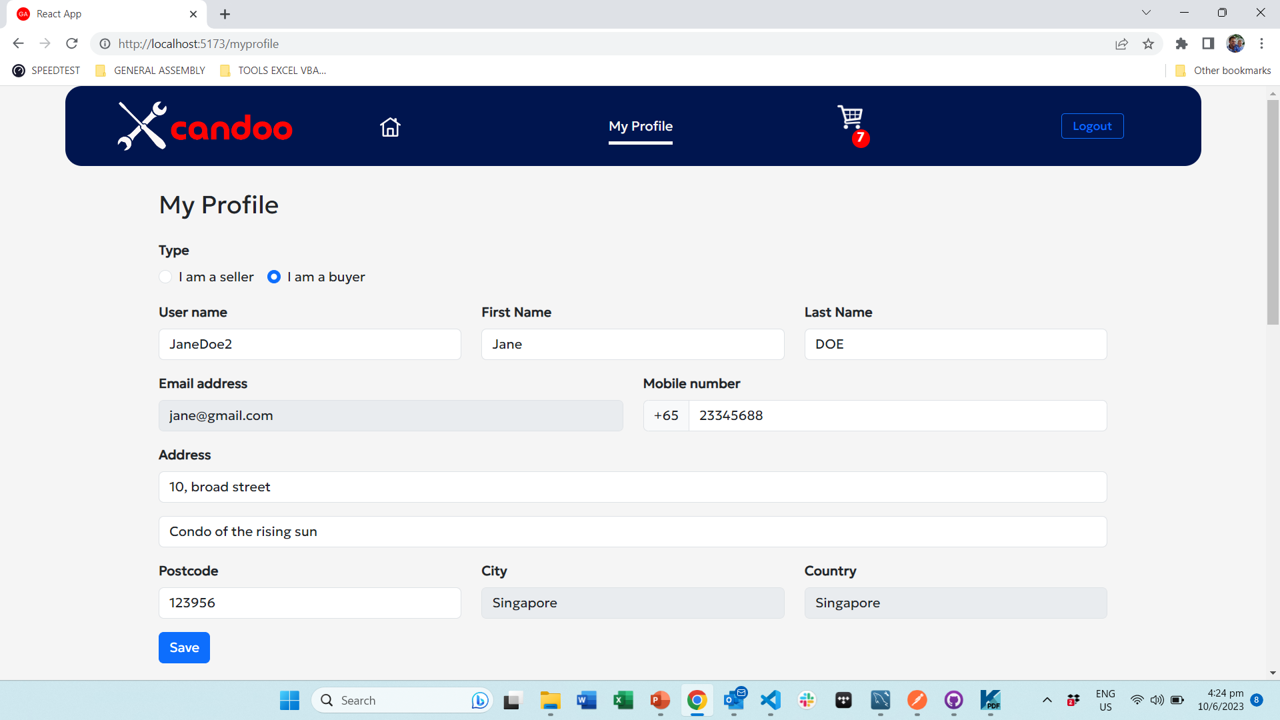 GA React App
http://localhost:5173/myprofile
SPEEDTEST GENERAL ASSEMBLY TOOLS EXCEL VBA... Other bookmarks
candoo My Profile 7 Logout
My Profile
Type
I am a seller I am a buyer
User name First Name Last Name
JaneDoe2 Jane DOE
Email address Mobile number
jane@gmail.com +65 23345688
Address
10, broad street
Condo of the rising sun
Postcode City Country
123956 Singapore Singapore
Save
Search ENG 4:24 pm
US 10/6/2023 8
PDF